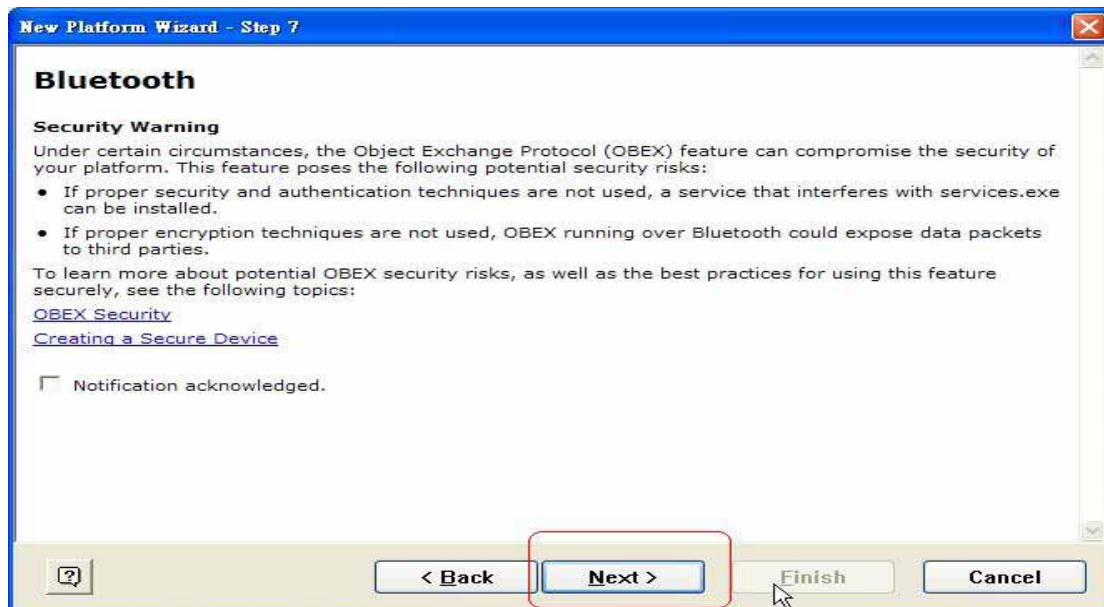 New Platform Wizard - Step 7
Bluetooth
Security Warning
Under certain circumstances, the Object Exchange Protocol (OBEX) feature can compromise the security of
your platform. This feature poses the following potential security risks:
• If proper security and authentication techniques are not used, a service that interferes with services.exe
can be installed.
• If proper encryption techniques are not used, OBEX running over Bluetooth could expose data packets
to third parties.
To learn more about potential OBEX security risks, as well as the best practices for using this feature
securely, see the following topics:
OBEX Security
Creating a Secure Device
Notification acknowledged.
? < Back Next > Finish Cancel